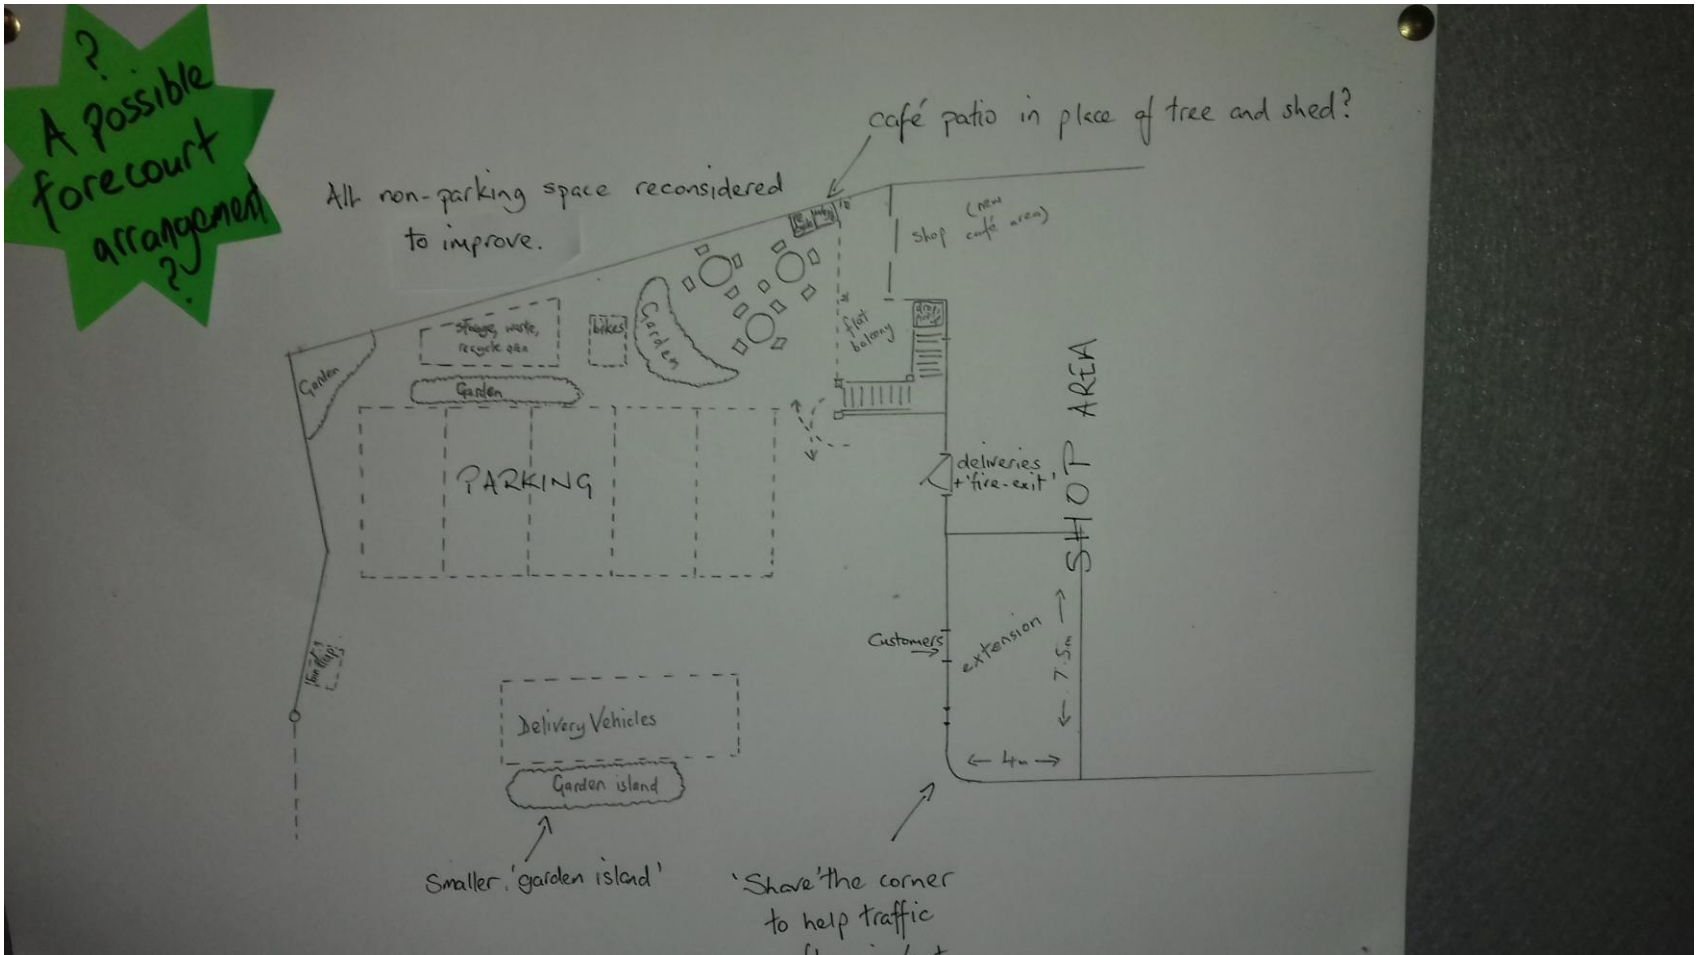 ?
A possible
forecourt
arrangement
?
café patio in place of tree and shed?
All non-parking space reconsidered
to improve.
(new
shop café area)
storage, waste,
recycle area
bikes
Garden
flat
balcony
Garden
Garden
PARKING
deliveries
+ 'fire-exit'
SHOP AREA
Customers
extension
7.5m
4m
Delivery Vehicles
Garden island
Smaller 'garden island'
'Shave' the corner
to help traffic